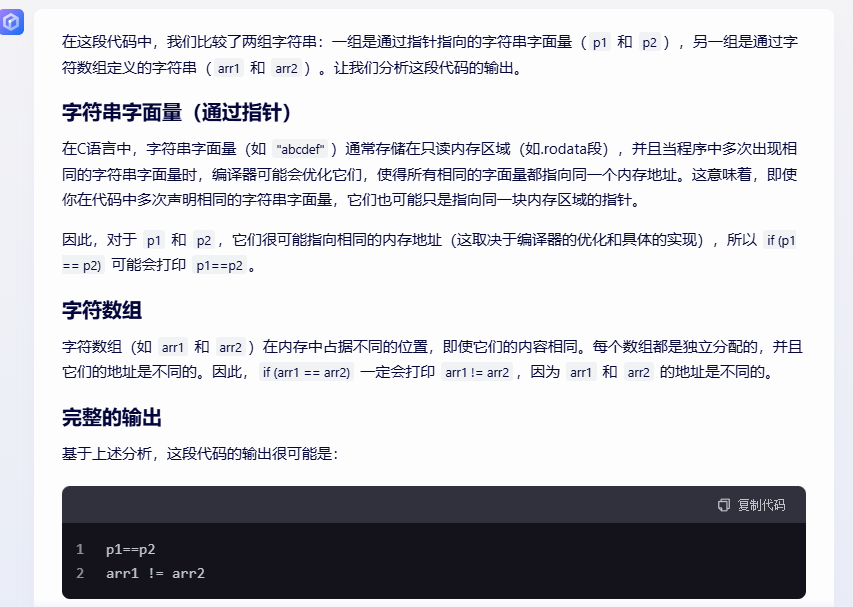 在这段代码中，我们比较了两组字符串：一组是通过指针指向的字符串字面量（ p1 和 p2 ），另一组是通过字
符数组定义的字符串（ arr1 和 arr2 ）。让我们分析这段代码的输出。
字符串字面量（通过指针）
在C语言中，字符串字面量（如 "abcdef" ）通常存储在只读内存区域（如.rodata段），并且当程序中多次出现相
同的字符串字面量时，编译器可能会优化它们，使得所有相同的字面量都指向同一个内存地址。这意味着，即使
你在代码中多次声明相同的字符串字面量，它们也可能只是指向同一块内存区域的指针。
因此，对于 p1 和 p2 ，它们很可能指向相同的内存地址（这取决于编译器的优化和具体的实现），所以 if (p1
== p2) 可能会打印 p1==p2 。
字符数组
字符数组（如 arr1 和 arr2 ）在内存中占据不同的位置，即使它们的内容相同。每个数组都是独立分配的，并且
它们的地址是不同的。因此， if (arr1 == arr2) 一定会打印 arr1 != arr2 ，因为 arr1 和 arr2 的地址是不同的。
完整的输出
基于上述分析，这段代码的输出很可能是：
复制代码
1 p1==p2
2 arr1 != arr2